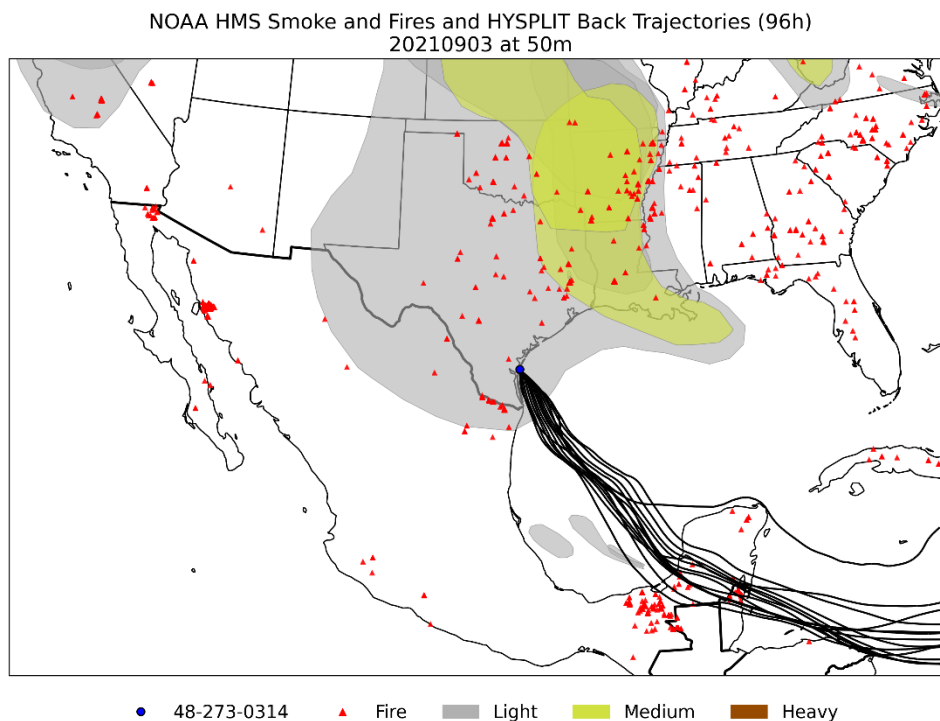 NOAA HMS Smoke and Fires and HYSPLIT Back Trajectories (96h)
20210903 at 50m
48-273-0314 Fire Light Medium Heavy